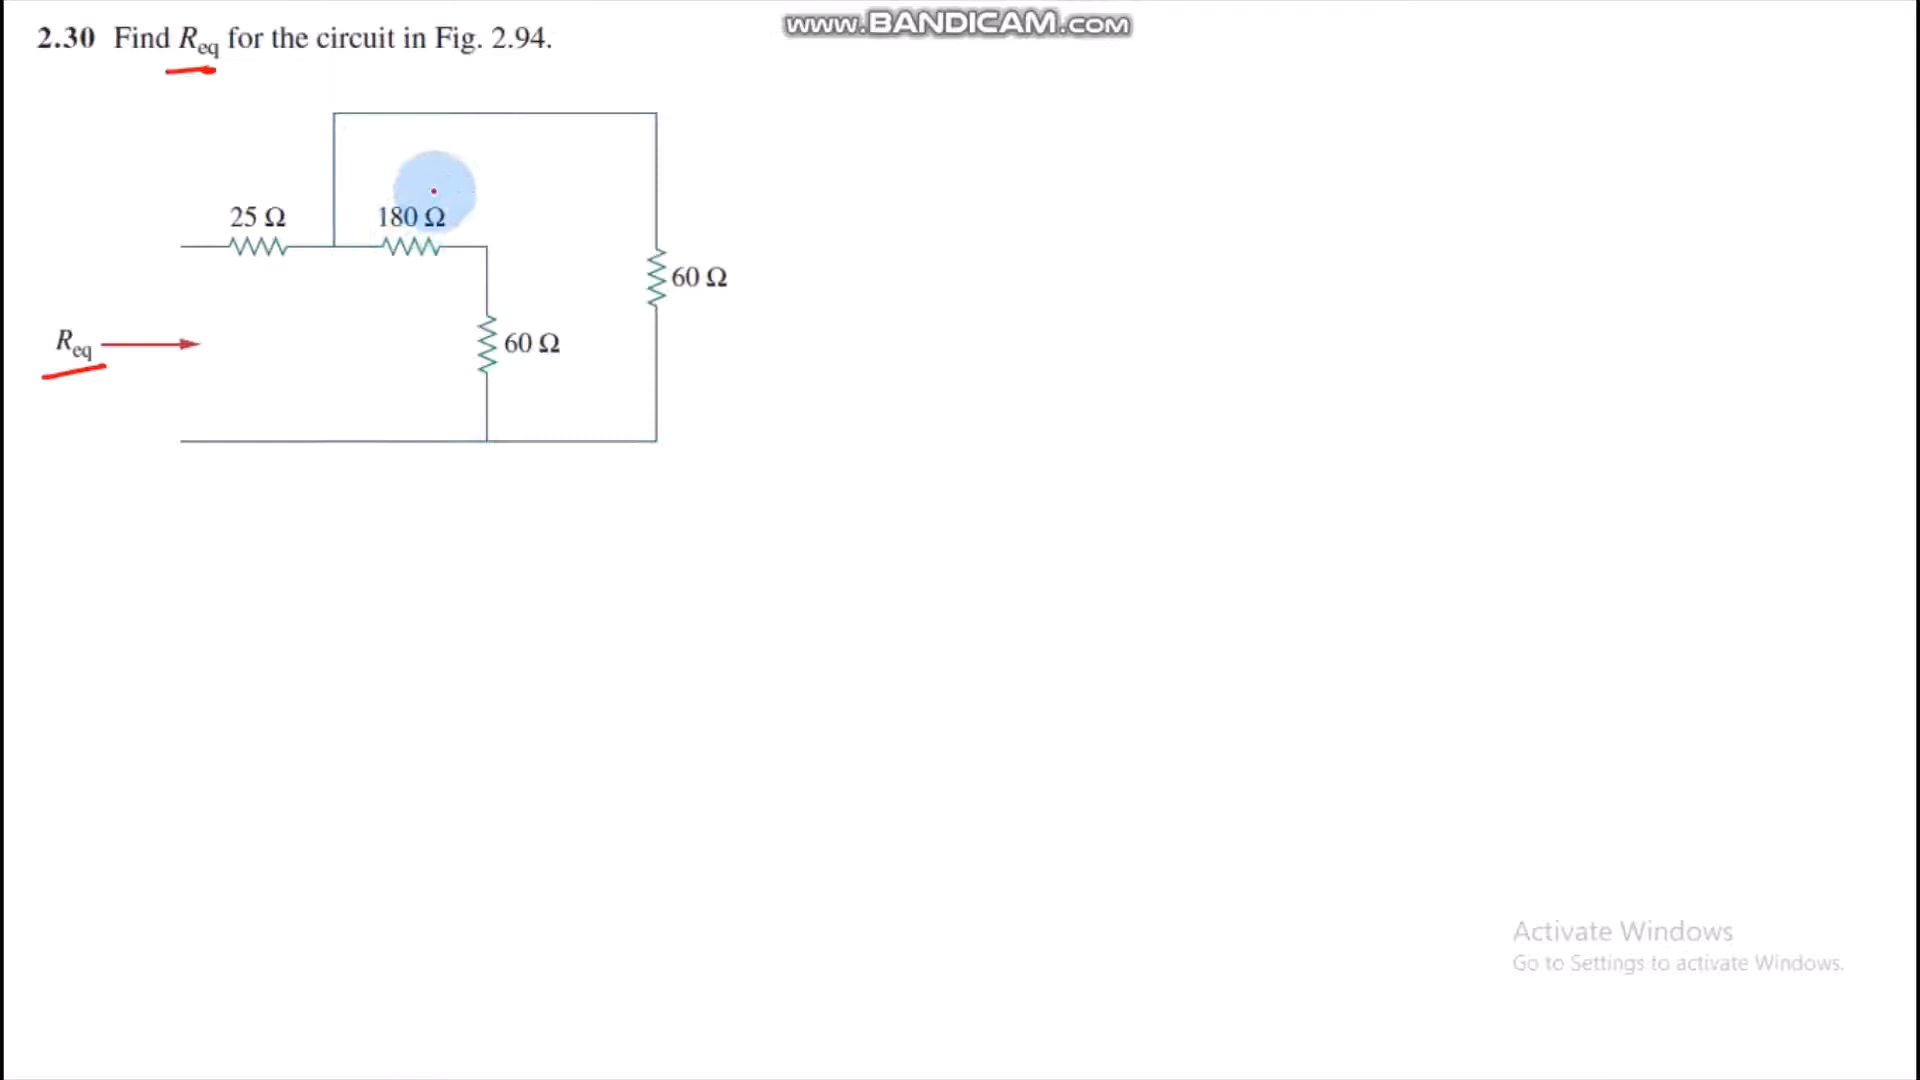 www.BANDICAM.com
2.30 Find Req for the circuit in Fig. 2.94.
25 Ω
180 Ω
60 Ω
Req
60 Ω
Activate Windows
Go to Settings to activate Windows.